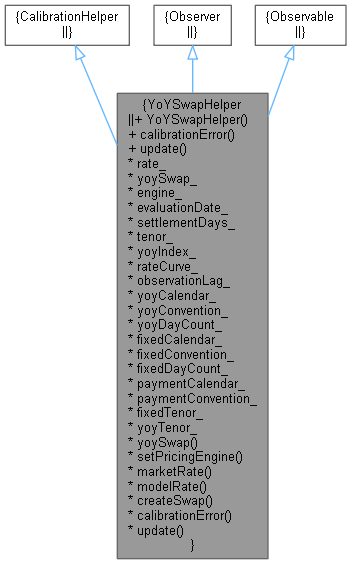 {CalibrationHelper
||}
{Observer
||}
{Observable
||}
{YoYSwapHelper
||+ YoYSwapHelper()
+ calibrationError()
+ update()
* rate_
* yoySwap_
* engine_
* evaluationDate_
* settlementDays_
* tenor_
* yoyIndex_
* rateCurve_
* observationLag_
* yoyCalendar_
* yoyConvention_
* yoyDayCount_
* fixedCalendar_
* fixedConvention_
* fixedDayCount_
* paymentCalendar_
* paymentConvention_
* fixedTenor_
* yoyTenor_
* yoySwap()
* setPricingEngine()
* marketRate()
* modelRate()
* createSwap()
* calibrationError()
* update()
}